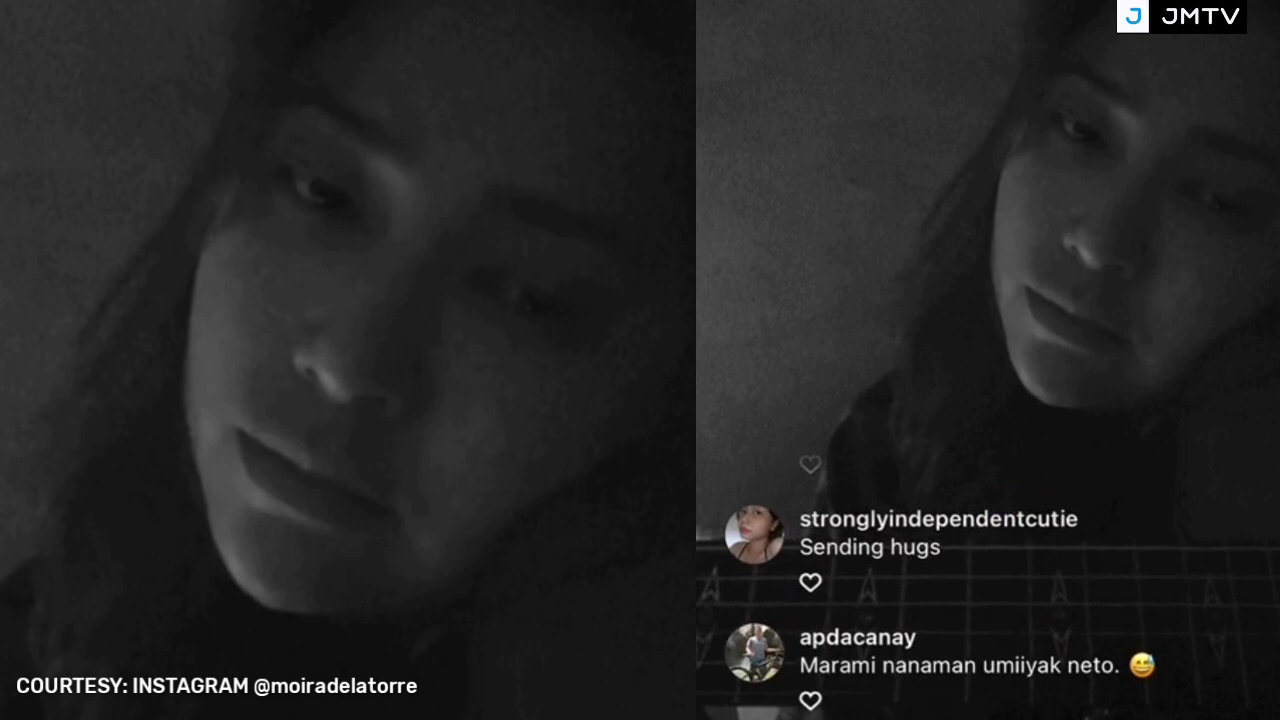 J JMTV
stronglyindependentcutie
Sending hugs
apdacanay
Marami nanaman umiiyak neto. 😅
COURTESY: INSTAGRAM @moiradelatorre